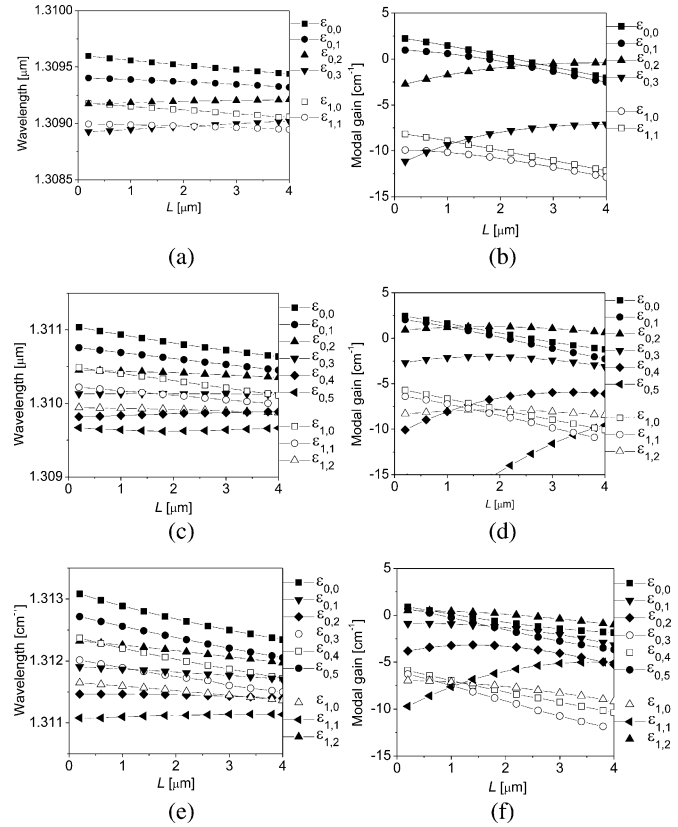 1.3100
1.3095
1.3090
1.3085
Wavelength [μm]
0 1 2 3 4
L [μm]
ε0,0
ε0,1
ε0,2
ε0,3
ε1,0
ε1,1
(a)
5
0
-5
-10
-15
Modal gain [cm-1]
0 1 2 3 4
L [μm]
ε0,0
ε0,1
ε0,2
ε0,3
ε1,0
ε1,1
(b)
1.311
1.310
1.309
Wavelength [μm]
0 1 2 3 4
L [μm]
ε0,0
ε0,1
ε0,2
ε0,3
ε0,4
ε0,5
ε1,0
ε1,1
ε1,2
(c)
5
0
-5
-10
-15
Modal gain [cm-1]
0 1 2 3 4
L [μm]
ε0,0
ε0,1
ε0,2
ε0,3
ε0,4
ε0,5
ε1,0
ε1,1
ε1,2
(d)
1.313
1.312
1.311
Wavelength [cm-1]
0 1 2 3 4
L [μm]
ε0,0
ε0,1
ε0,2
ε0,3
ε0,4
ε0,5
ε1,0
ε1,1
ε1,2
(e)
5
0
-5
-10
-15
Modal gain [cm-1]
0 1 2 3 4
L [μm]
ε0,0
ε0,1
ε0,2
ε0,3
ε0,4
ε0,5
ε1,0
ε1,1
ε1,2
(f)